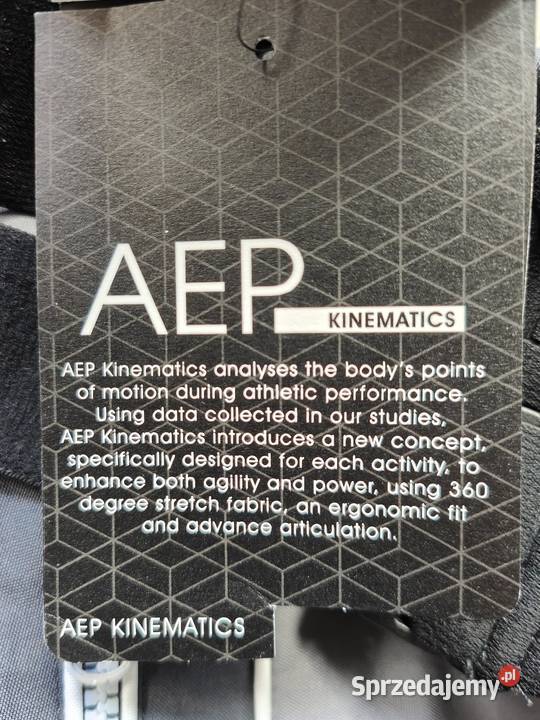 AEP
KINEMATICS
AEP Kinematics analyses the body's points
of motion during athletic performance.
Using data collected in our studies,
AEP Kinematics introduces a new concept,
specifically designed for each activity, to
enhance both agility and power, using 360
degree stretch fabric, an ergonomic fit
and advance articulation.
AEP KINEMATICS
Sprzedajemy.pl